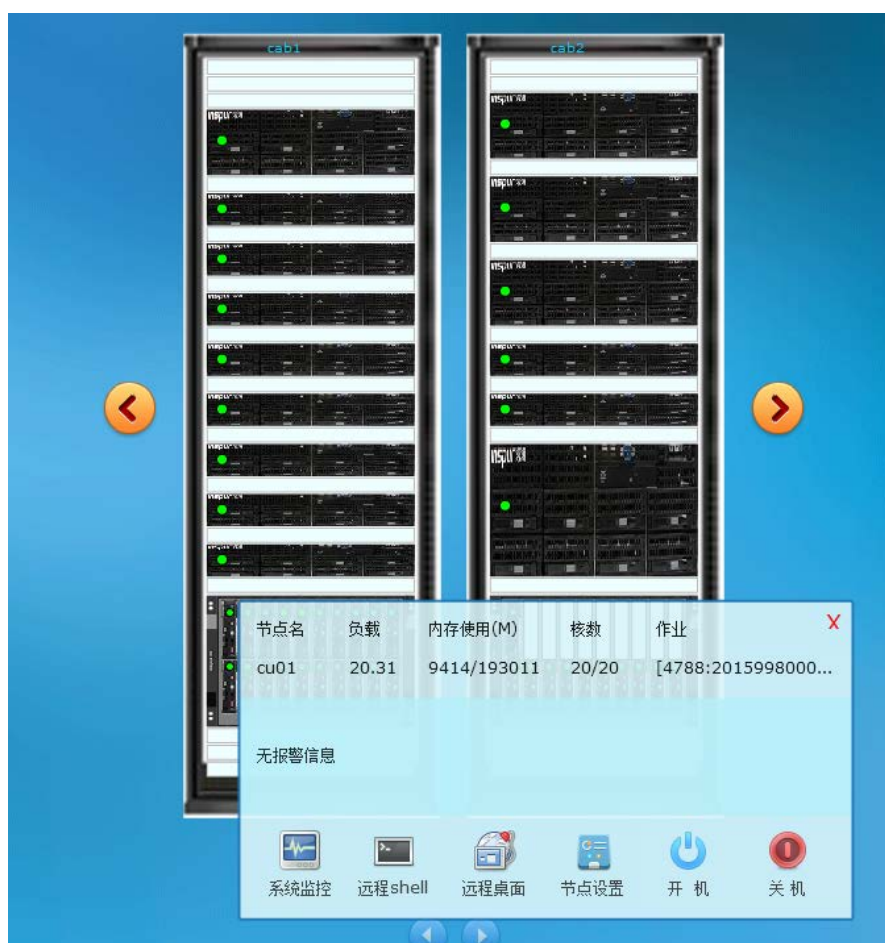 cab1
cab2
节点名 负载 内存使用(M) 核数 作业 X
cu01 20.31 9414/193011 20/20 [4788:2015998000...
无报警信息
系统监控 远程shell 远程桌面 节点设置 开 机 关 机